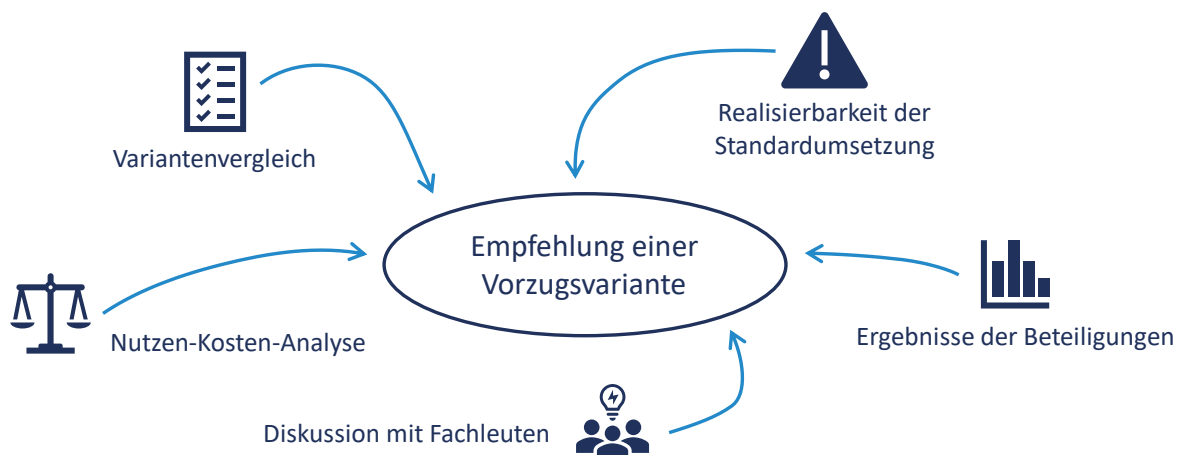 Realisierbarkeit der
Standardumsetzung
Variantenvergleich
Empfehlung einer
Vorzugsvariante
Nutzen-Kosten-Analyse
Ergebnisse der Beteiligungen
Diskussion mit Fachleuten